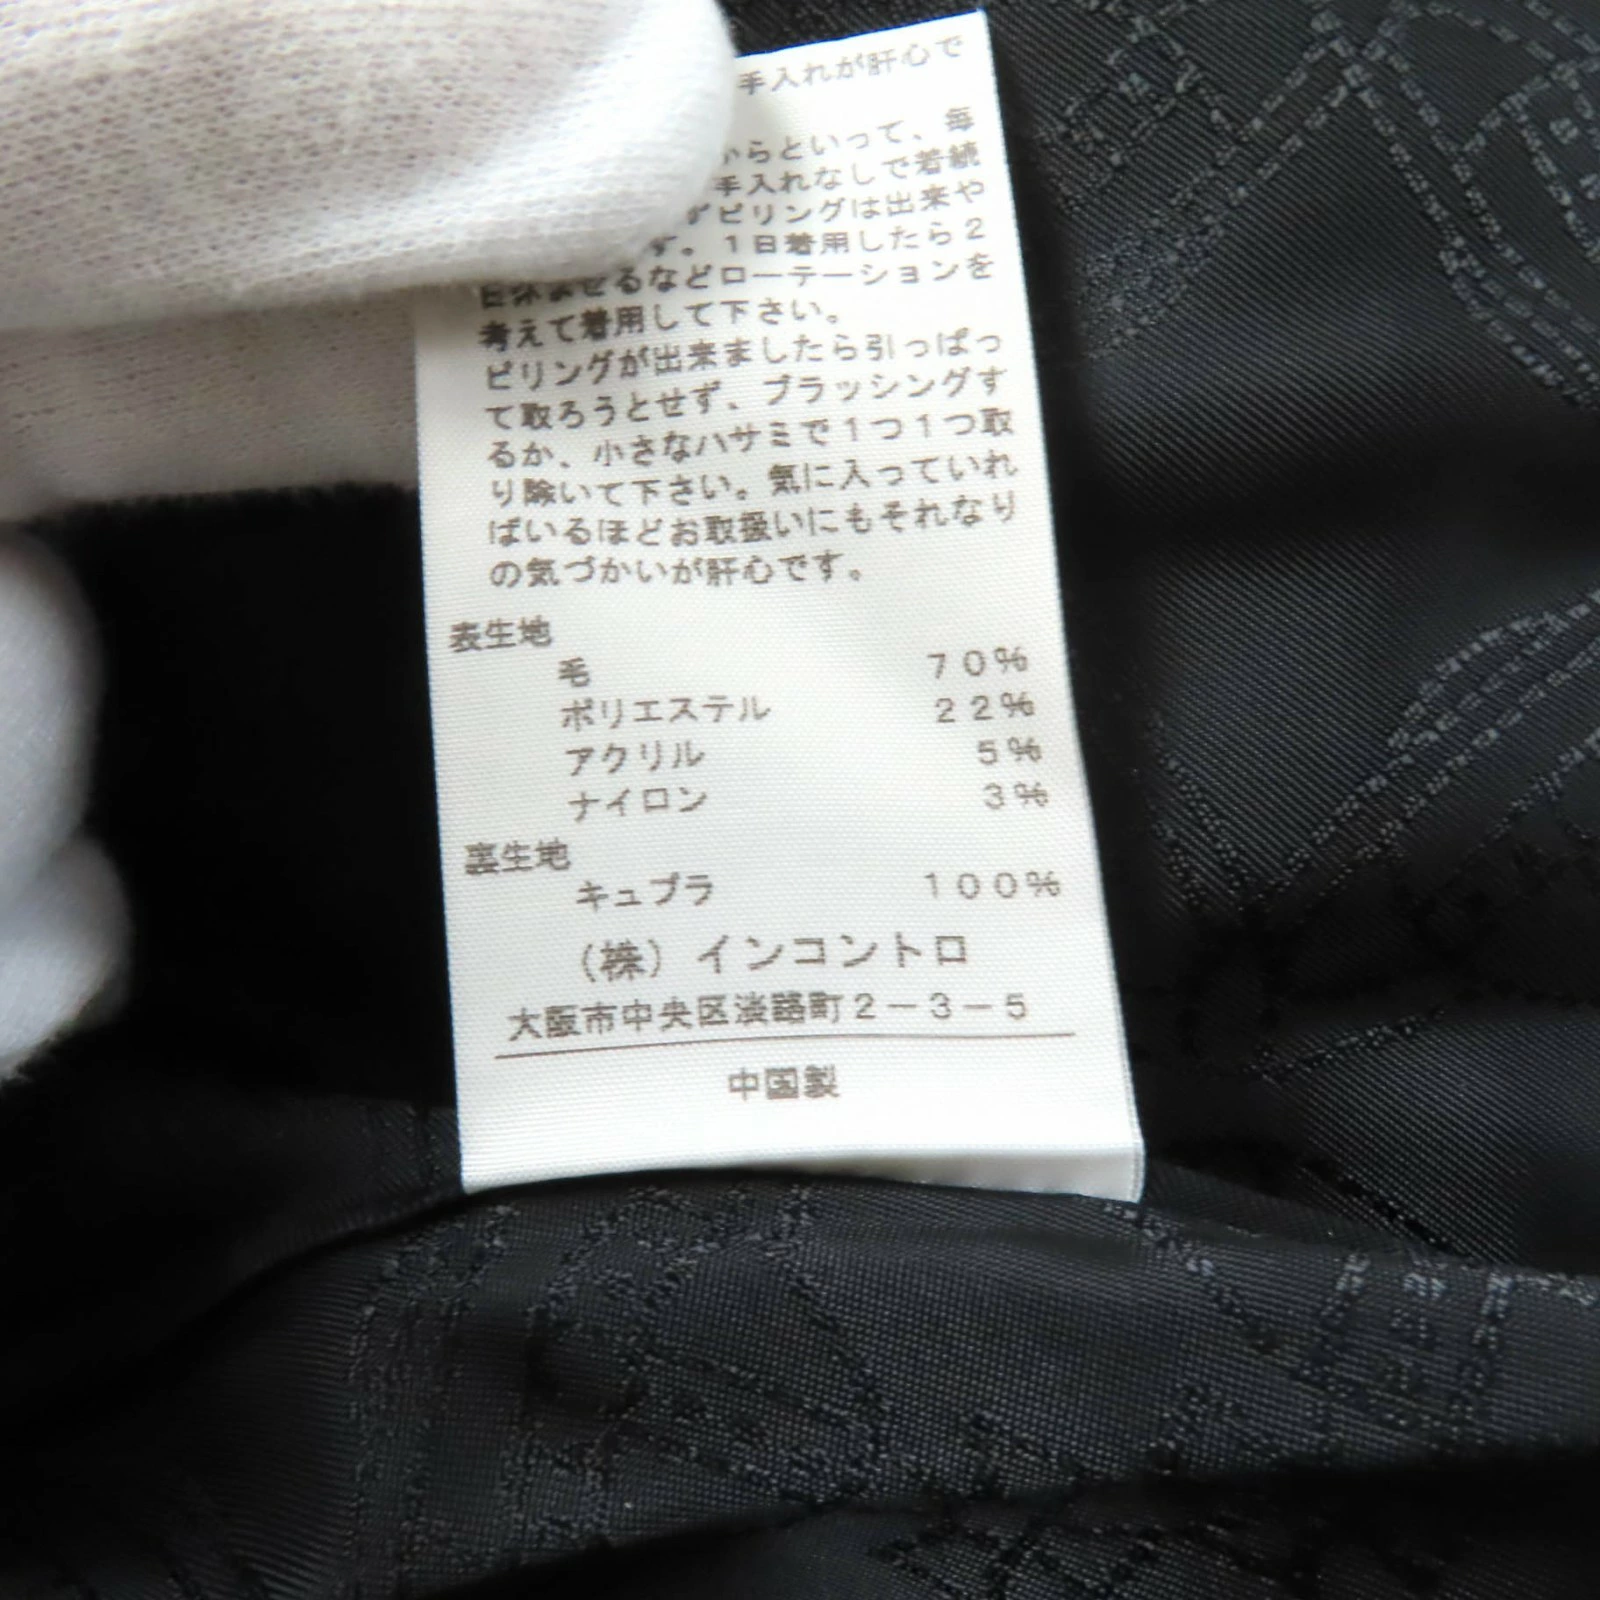 手入れが肝心で
からといって、毎
手入れなしで着続
ずピリングは出来や
す。1日着用したら2
日休ませるなどローテーションを
考えて着用して下さい。
ピリングが出来ましたら引っぱっ
て取ろうとせず、ブラッシングす
るか、小さなハサミで1つ1つ取
り除いて下さい。気に入っていれ
ばいるほどお取扱いにもそれなり
の気づかいが肝心です。
表生地
毛 70%
ポリエステル 22%
アクリル 5%
ナイロン 3%
裏生地
キュプラ 100%
(株)インコントロ
大阪市中央区淡路町2-3-5
中国製